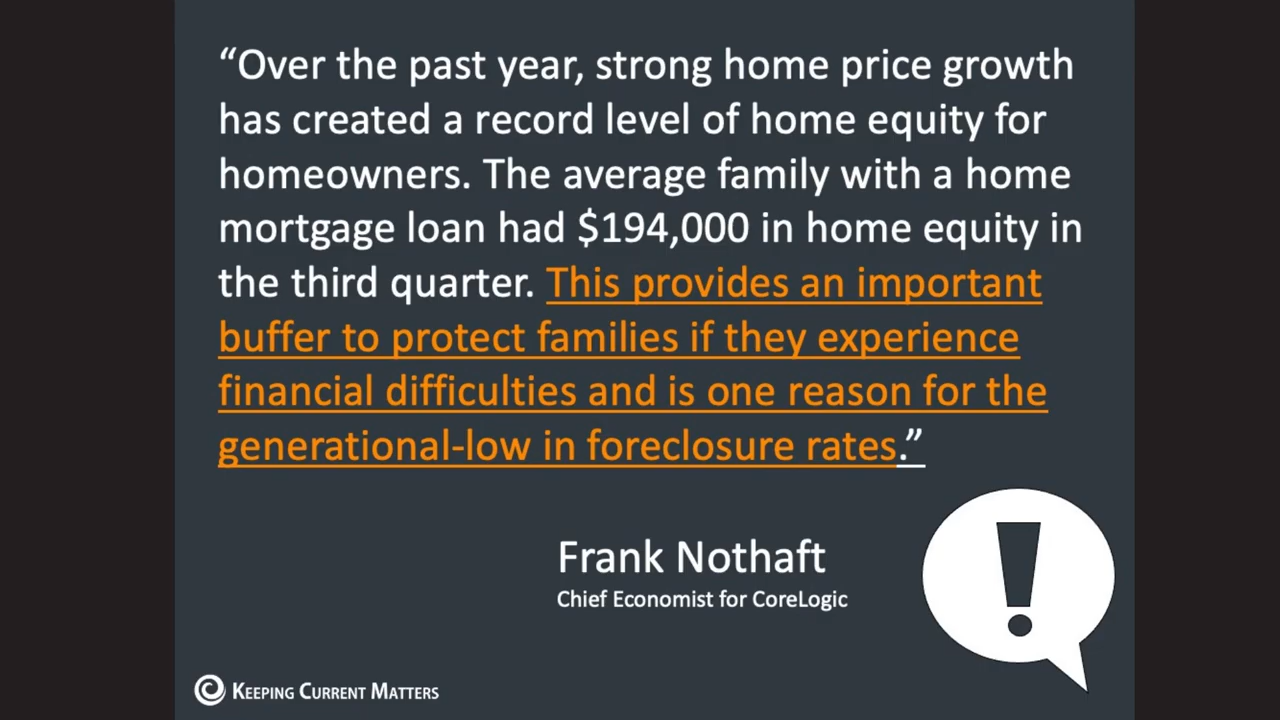 “Over the past year, strong home price growth
has created a record level of home equity for
homeowners. The average family with a home
mortgage loan had $194,000 in home equity in
the third quarter. This provides an important
buffer to protect families if they experience
financial difficulties and is one reason for the
generational-low in foreclosure rates.”
Frank Nothaft
Chief Economist for CoreLogic
!
KEEPING CURRENT MATTERS